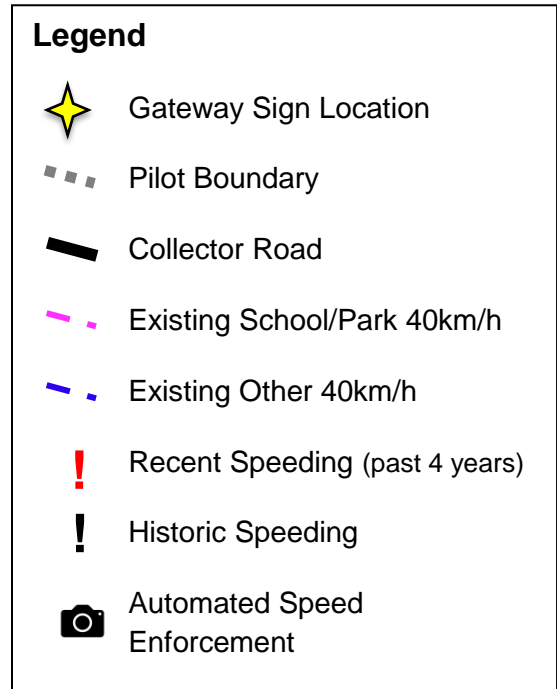 Legend
Gateway Sign Location
Pilot Boundary
Collector Road
Existing School/Park 40km/h
Existing Other 40km/h
Recent Speeding (past 4 years)
Historic Speeding
Automated Speed
Enforcement